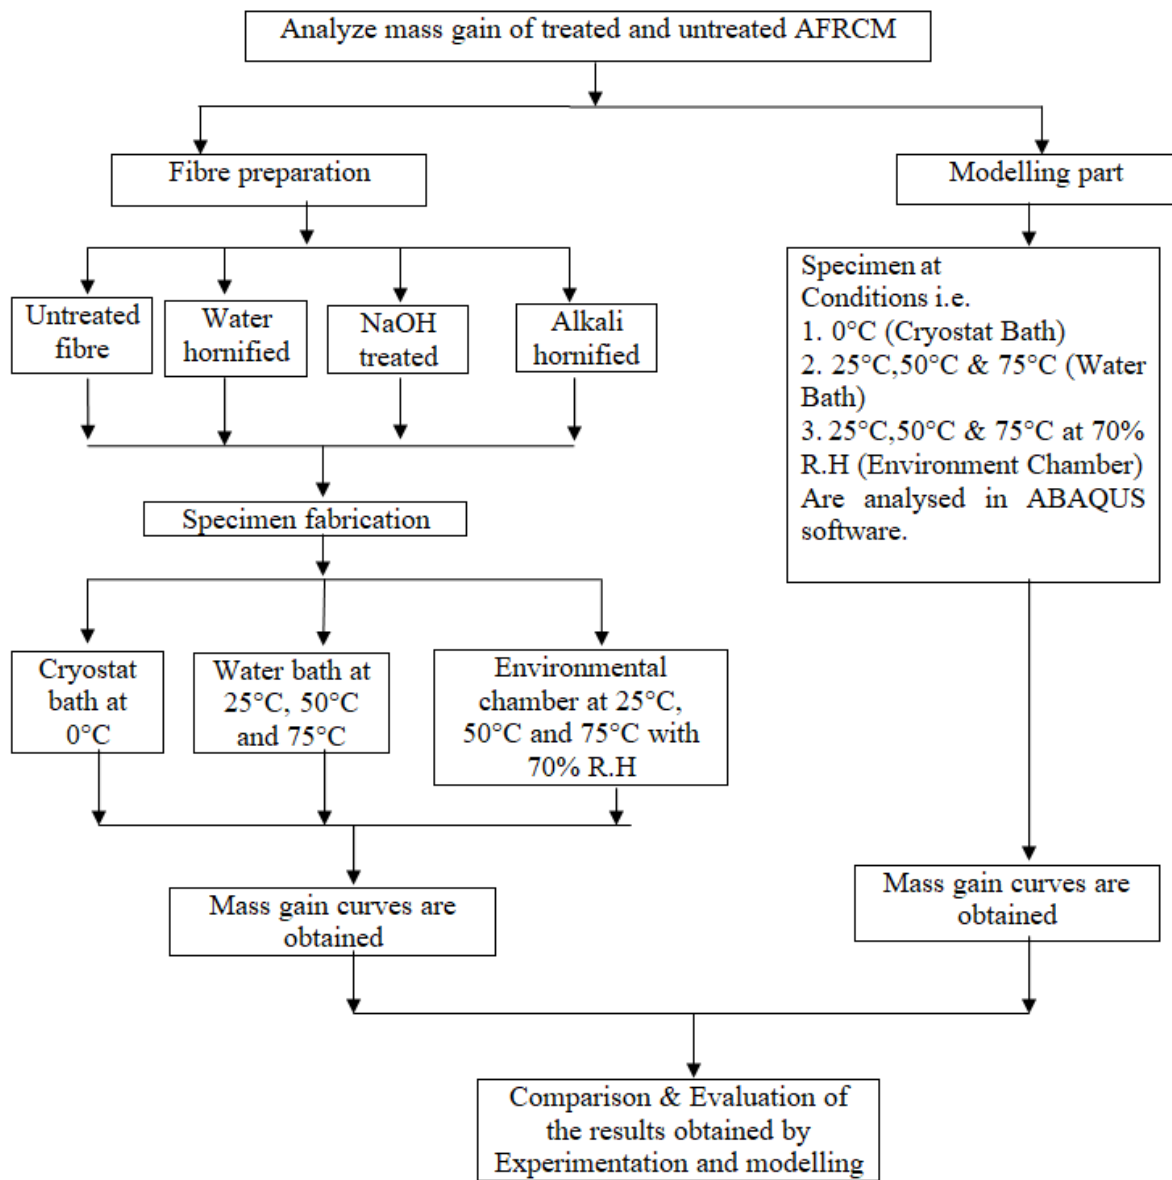 Analyze mass gain of treated and untreated AFRCM
Fibre preparation
Modelling part
Untreated
fibre
Water
hornified
NaOH
treated
Alkali
hornified
Specimen at
Conditions i.e.
1. 0°C (Cryostat Bath)
2. 25°C,50°C & 75°C (Water
Bath)
3. 25°C,50°C & 75°C at 70%
R.H (Environment Chamber)
Are analysed in ABAQUS
software.
Specimen fabrication
Cryostat
bath at
0°C
Water bath at
25°C, 50°C
and 75°C
Environmental
chamber at 25°C,
50°C and 75°C with
70% R.H
Mass gain curves are
obtained
Mass gain curves are
obtained
Comparison & Evaluation of
the results obtained by
Experimentation and modelling